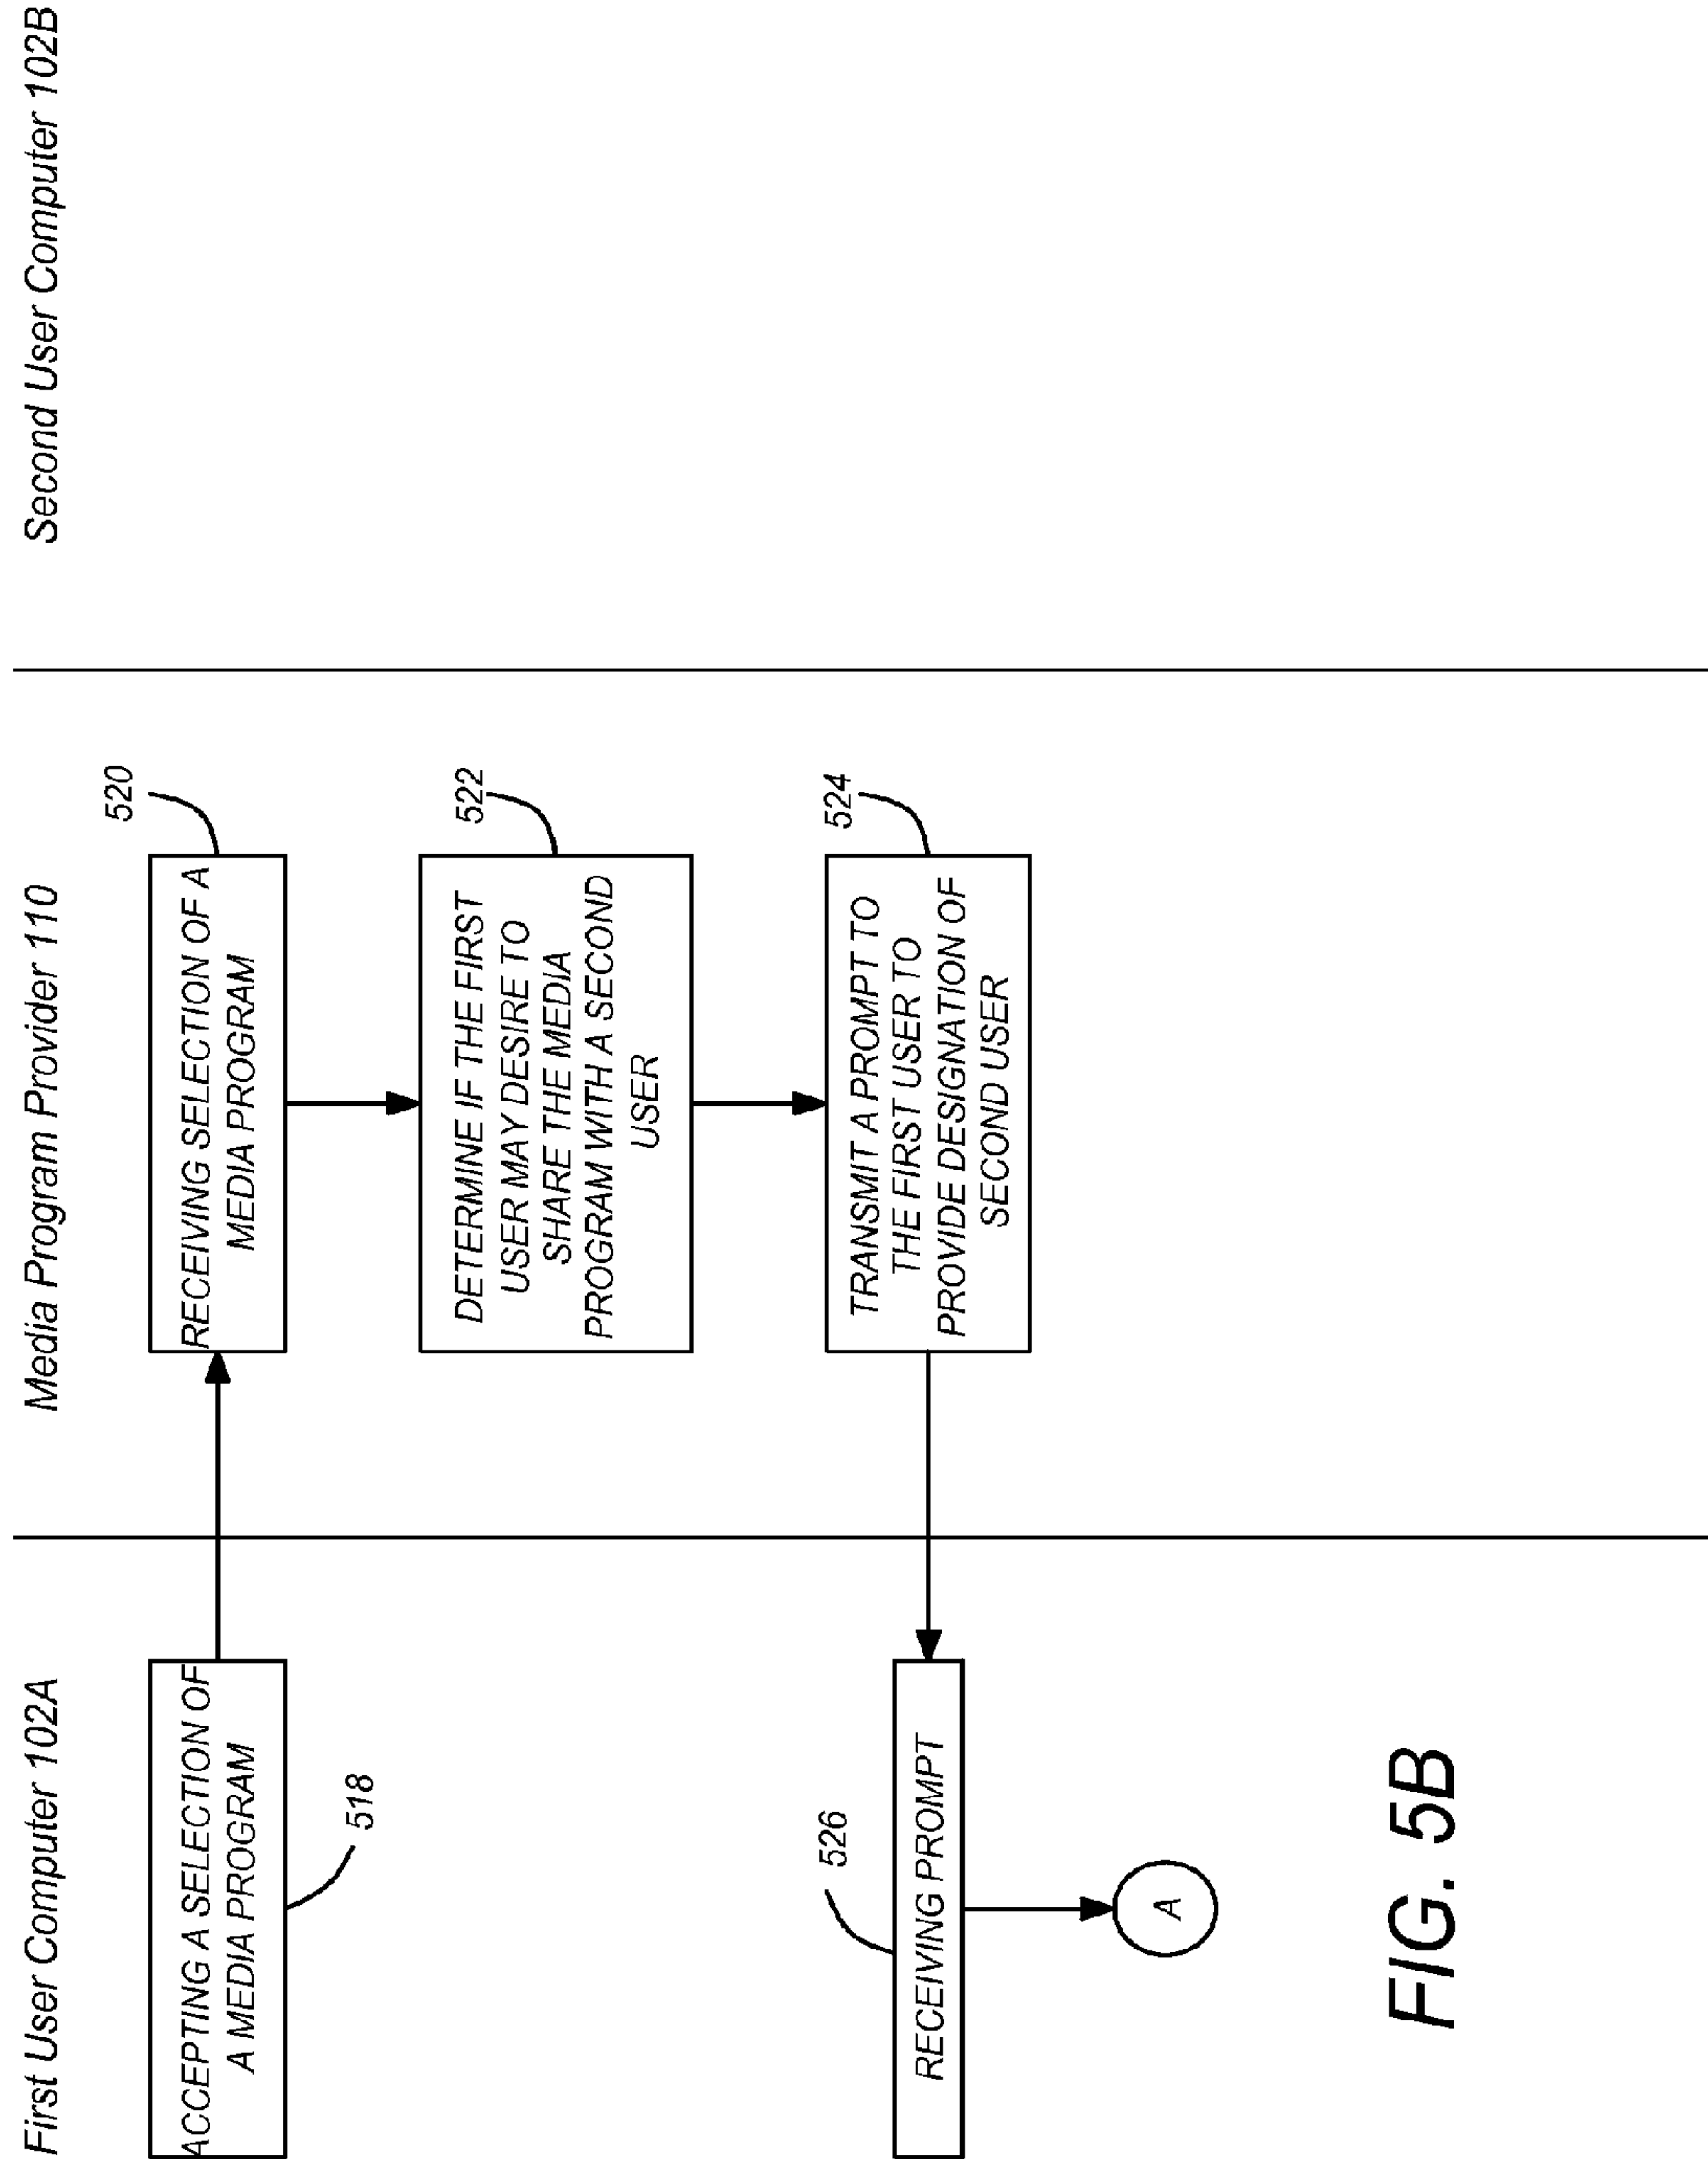 First User Computer 102A
Media Program Provider 110
Second User Computer 102B
ACCEPTING A SELECTION OF
A MEDIA PROGRAM
518
RECEIVING SELECTION OF A
MEDIA PROGRAM
520
DETERMINE IF THE FIRST
USER MAY DESIRE TO
SHARE THE MEDIA
PROGRAM WITH A SECOND
USER
522
TRANSMIT A PROMPT TO
THE FIRST USER TO
PROVIDE DESIGNATION OF
SECOND USER
524
526
RECEIVING PROMPT
A
FIG. 5B